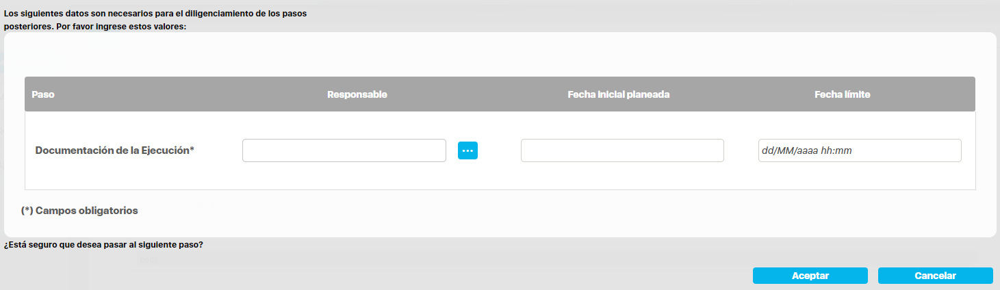 Los siguientes datos son necesarios para el diligenciamiento de los pasos
posteriores. Por favor ingrese estos valores:
Paso Responsable Fecha inicial planeada Fecha límite
Documentación de la Ejecución* ... dd/MM/aaaa hh:mm
(*) Campos obligatorios
¿Está seguro que desea pasar al siguiente paso?
Aceptar Cancelar